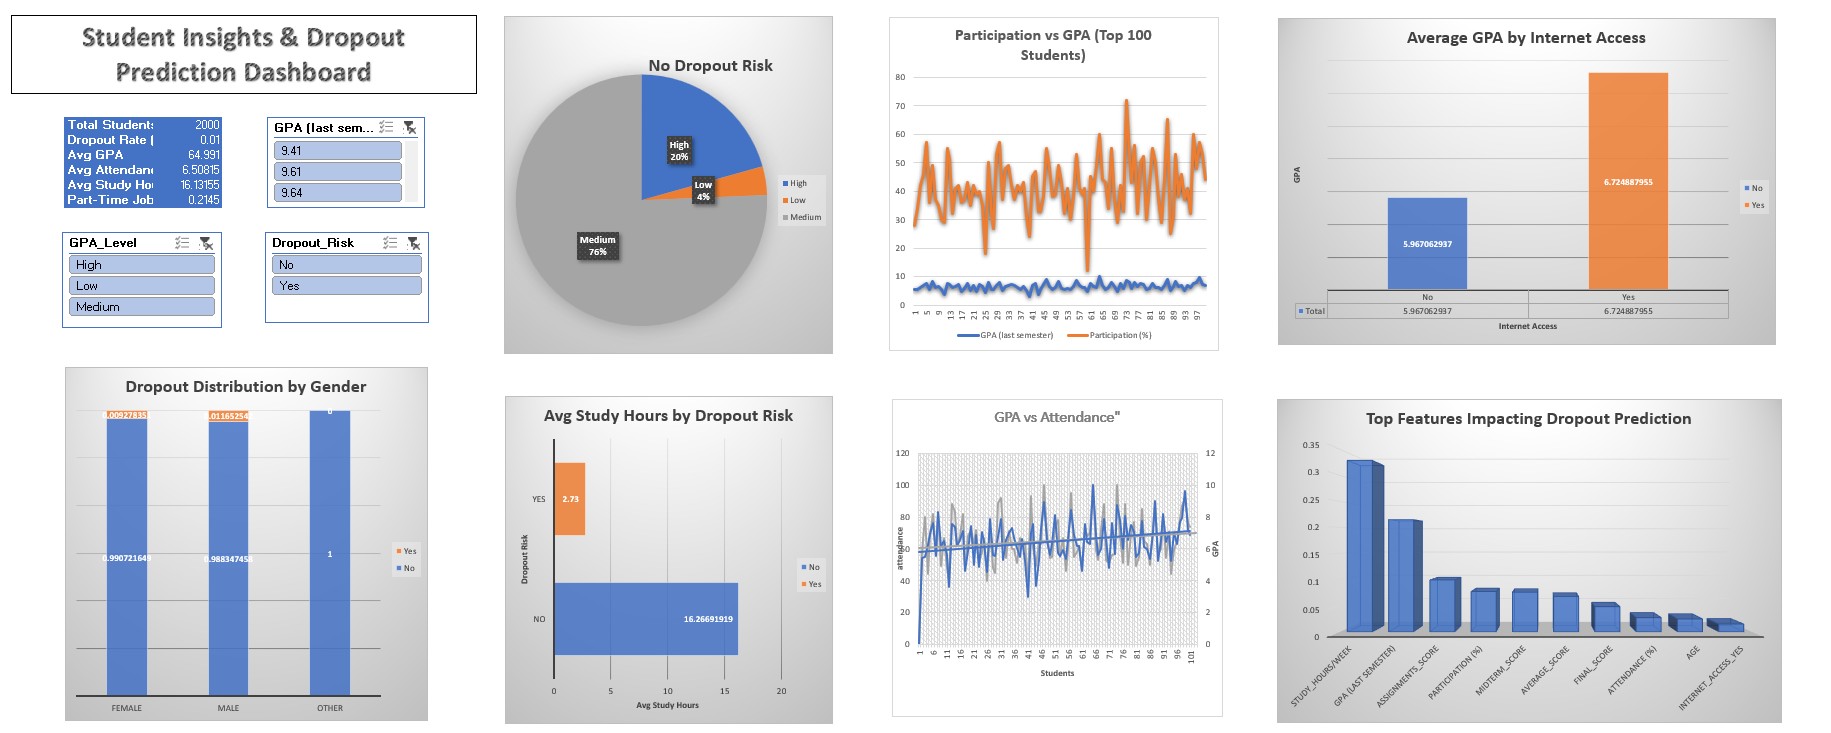 Student Insights & Dropout
Prediction Dashboard
Total Student: 2000
Dropout Rate ( 0.01
Avg GPA 64.991
Avg Attendan 6.50815
Avg Study Ho 16.13155
Part-Time Job 0.2145
GPA (last sem...
9.41
9.61
9.64
GPA_Level
High
Low
Medium
Dropout_Risk
No
Yes
No Dropout Risk
High
20%
Low
4%
Medium
76%
High
Low
Medium
Participation vs GPA (Top 100
Students)
80
70
60
50
40
30
20
10
0
1 5 9 13 17 21 25 29 33 37 41 45 49 53 57 61 65 69 73 77 81 85 89 93 97
GPA (last semester) Participation (%)
Average GPA by Internet Access
GPA
5.967062937
6.724887955
No
Yes
No Yes
Total 5.967062937 6.724887955
Internet Access
Dropout Distribution by Gender
0.011652542
0
0.990721649
0.988347458
1
Yes
No
FEMALE MALE OTHER
Avg Study Hours by Dropout Risk
Dropout Risk
YES
2.73
NO
16.26691919
No
Yes
0 5 10 15 20
Avg Study Hours
GPA vs Attendance"
attendance
120
100
80
60
40
20
0
12
10
8
6
4
2
0
GPA
1 6 11 16 21 26 31 36 41 46 51 56 61 66 71 76 81 86 91 96 101
Students
Top Features Impacting Dropout Prediction
0.35
0.3
0.25
0.2
0.15
0.1
0.05
0
STUDY_HOURS/WEEK
GPA (LAST SEMESTER)
ASSIGNMENTS_SCORE
PARTICIPATION (%)
MIDTERM_SCORE
AVERAGE_SCORE
FINAL_SCORE
ATTENDANCE (%)
AGE
INTERNET_ACCESS_YES